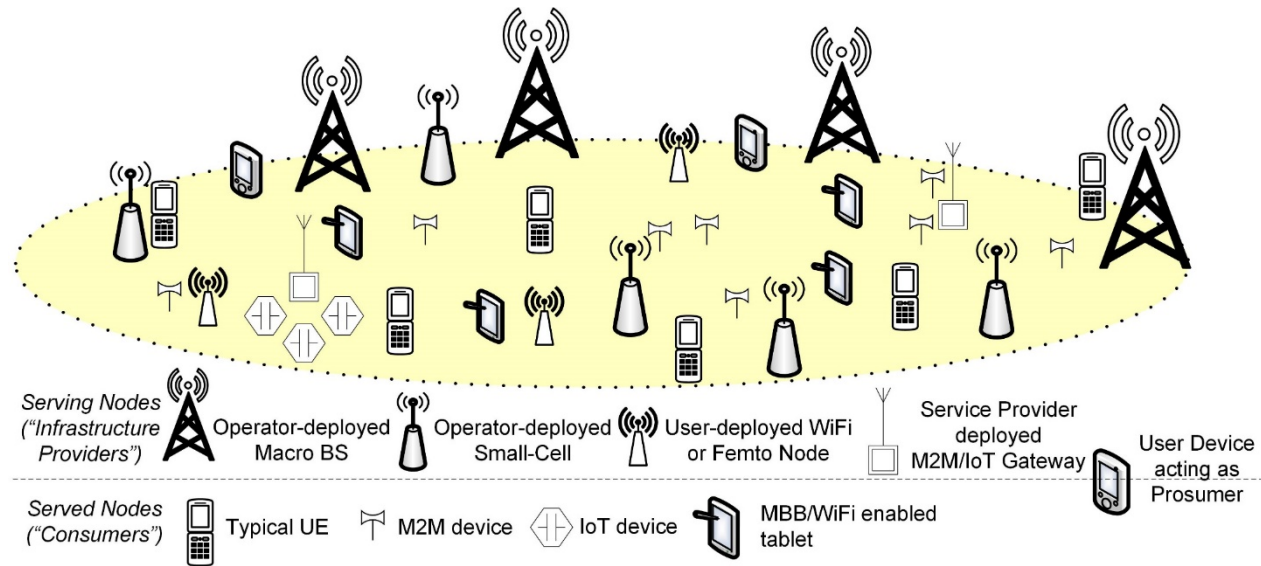 Serving Nodes
("Infrastructure
Providers")
Operator-deployed
Macro BS
Operator-deployed
Small-Cell
User-deployed WiFi
or Femto Node
Service Provider
deployed
M2M/IoT Gateway
User Device
acting as
Prosumer
Served Nodes
("Consumers")
Typical UE
M2M device
IoT device
MBB/WiFi enabled
tablet